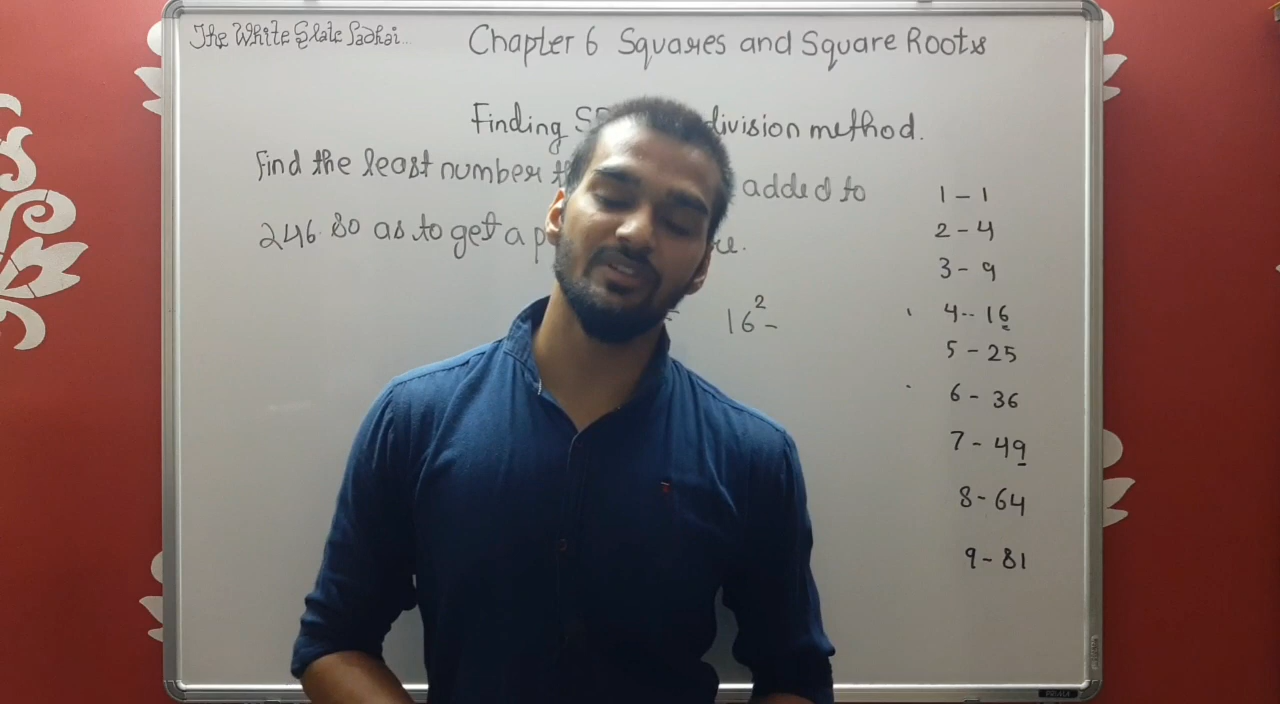 The White Slate Padhai...
Chapter 6 Squares and Square Roots
Finding division method.
Find the least number added to
246 so as to get a
16²-
1 - 1
2 - 4
3 - 9
4 -- 16
5 - 25
6 - 36
7 - 49
8 - 64
9 - 81